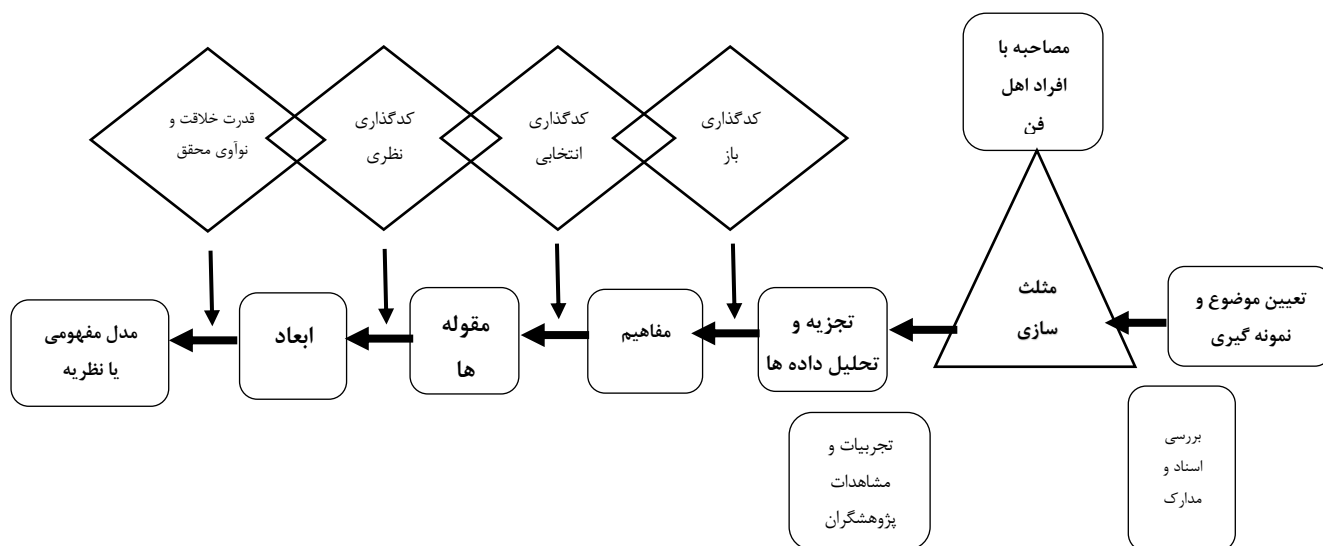 مصاحبه با
افراد اهل
فن
کدگذاری
باز
کدگذاری
انتخابی
کدگذاری
نظری
قدرت خلاقت و
نوآوی محقق
تعیین موضوع و
نمونه گیری
مثلث
سازی
تجزیه و
تحلیل داده ها
مفاهیم
مقوله
ها
ابعاد
مدل مفهومی
یا نظریه
بررسی
اسناد و
مدارک
تجربیات و
مشاهدات
پژوهشگران